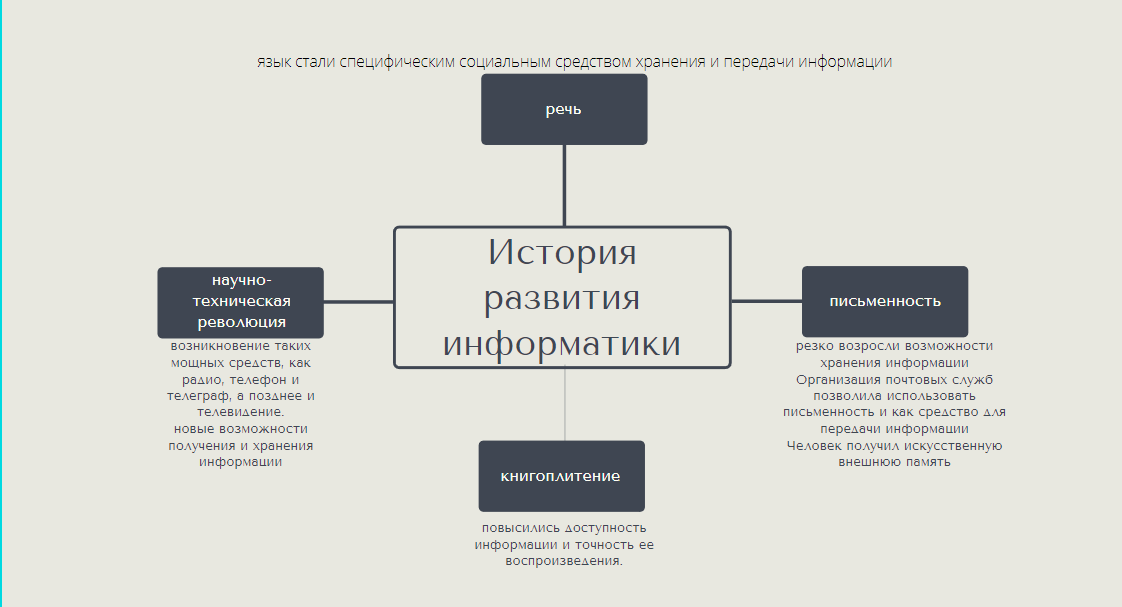 язык стали специфическим социальным средством хранения и передачи информации
речь
История
развития
информатики
научно-
техническая
революция
возникновение таких
мощных средств, как
радио, телефон и
телеграф, а позднее и
телевидение.
новые возможности
получения и хранения
информации
письменность
резко возросли возможности
хранения информации
Организация почтовых служб
позволила использовать
письменность и как средство для
передачи информации
Человек получил искусственную
внешнюю память
книгоплитение
повысились доступность
информации и точность ее
воспроизведения.